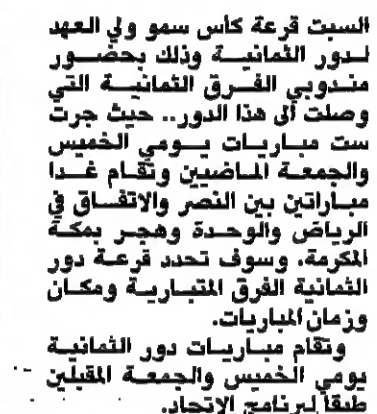 السبت قرعة كأس سمو ولي العهد
لدور الثمانية وذلك بحضور
مندوبي الفرق الثمانية التي
وصلت ألى هذا الدور.. حيث جرت
ست مباريات يومي الخميس
والجمعة الماضيين وتقام غدا
مباراتين بين النصر والاتفاق في
الرياض والوحدة وهجر بمكة
المكرمة. وسوف تحدد قرعة دور
الثمانية الفرق المتبارية ومكان
وزمان المباريات.
وتقام مباريات دور الثمانية
يومي الخميس والجمعة المقبلين
طبقاً لبرنامج الاتحاد.